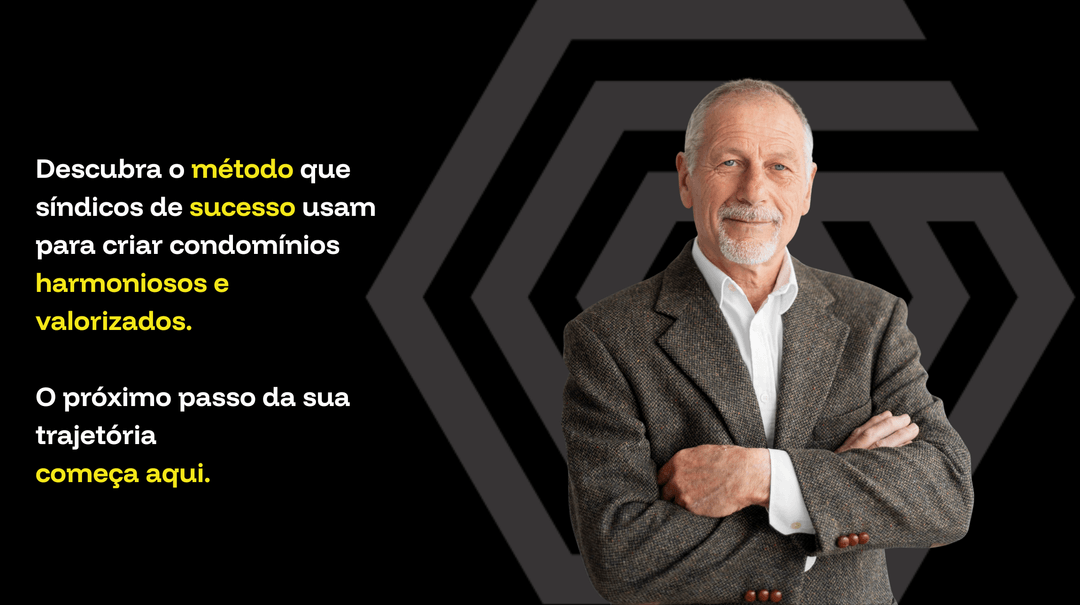 Descubra o método que
síndicos de sucesso usam
para criar condomínios
harmoniosos e
valorizados.
O próximo passo da sua
trajetória
começa aqui.